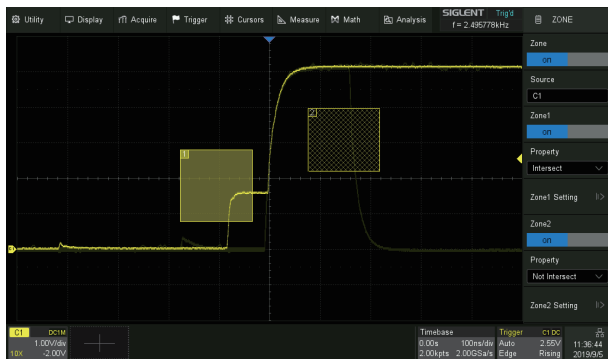 Utility Display Acquire Trigger Cursors Measure Math Analysis
SIGLENT Trig'd
f = 2.495778kHz
ZONE
Zone
on
Source
C1
Zone1
on
Property
Intersect
Zone1 Setting
Zone2
on
Property
Not Intersect
Zone2 Setting
1
2
C1 DC1M
1.00V/div
10X -2.00V
Timebase
0.00s 100ns/div
2.00kpts 2.00GSa/s
Trigger C1 DC
Auto 2.55V
Edge Rising
11:36:44
2019/9/5